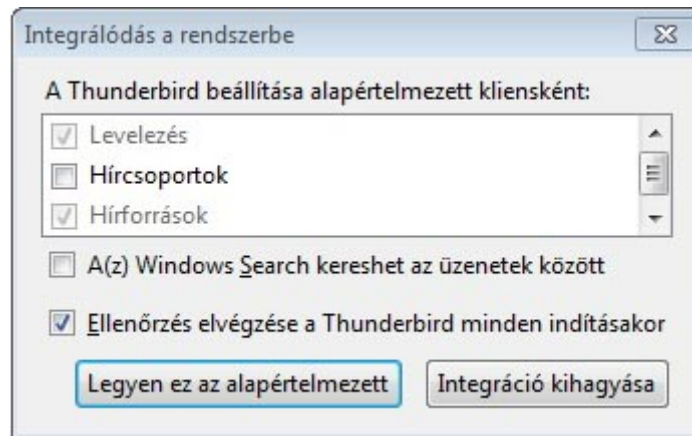 Integrálódás a rendszerbe
A Thunderbird beállítása alapértelmezett kliensként:
Levelezés
Hírcsoportok
Hírforrások
A(z) Windows Search kereshet az üzenetek között
Ellenőrzés elvégzése a Thunderbird minden indításakor
Legyen ez az alapértelmezett Integráció kihagyása